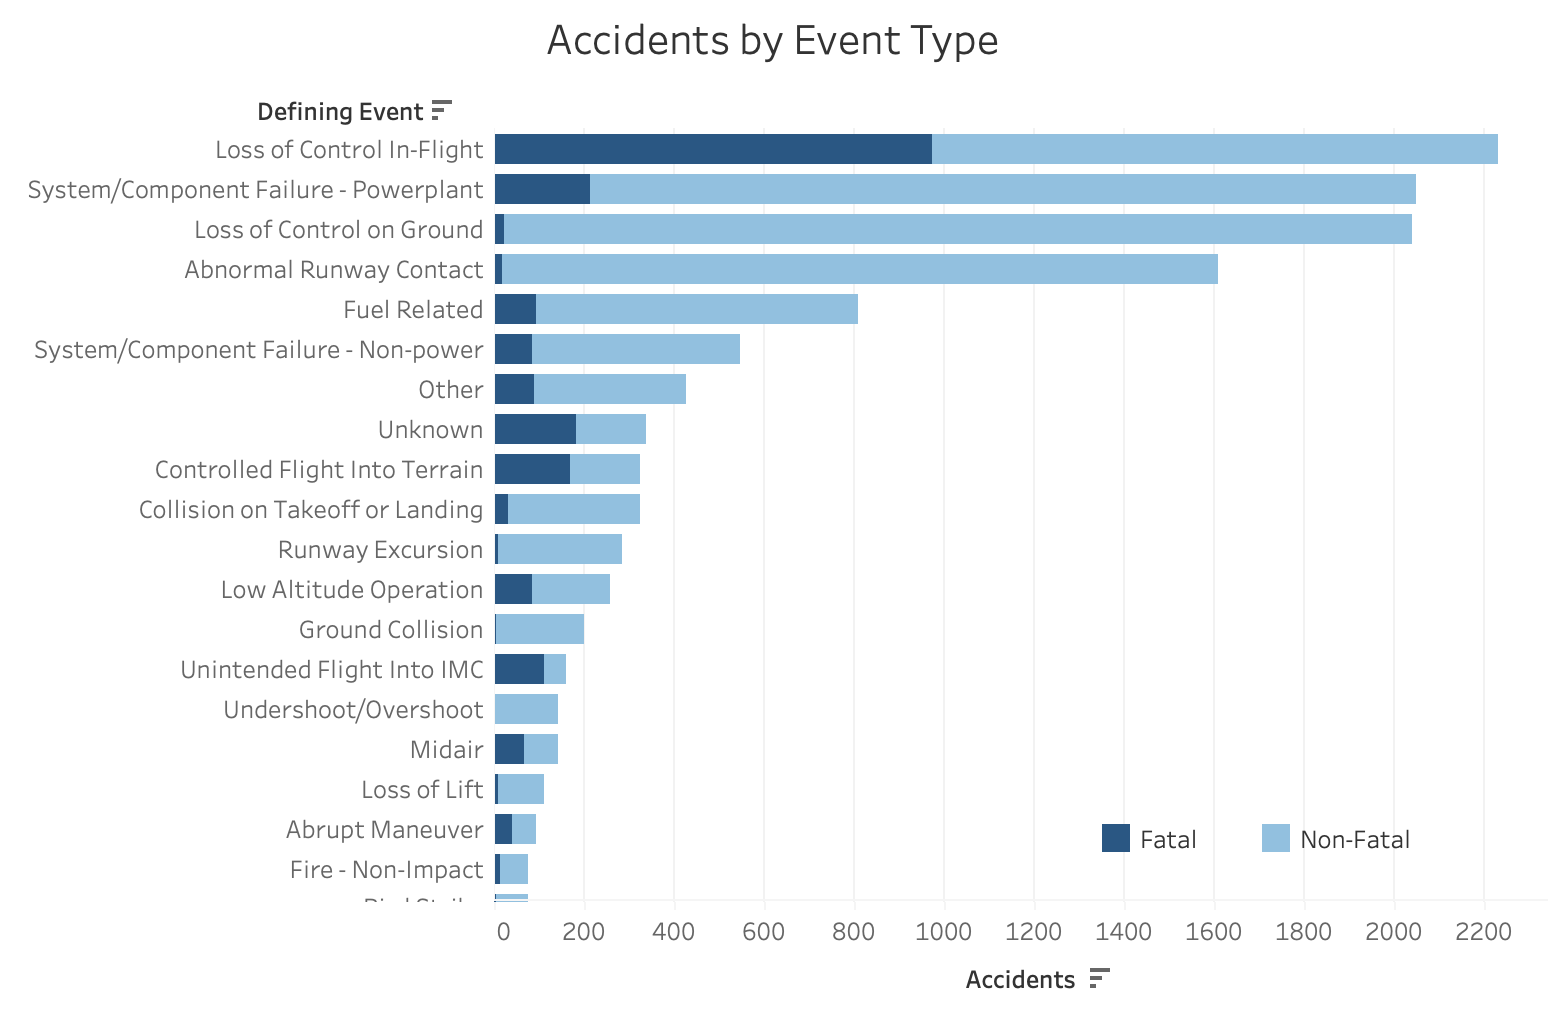 Accidents by Event Type
Defining Event
Loss of Control In-Flight
System/Component Failure - Powerplant
Loss of Control on Ground
Abnormal Runway Contact
Fuel Related
System/Component Failure - Non-power
Other
Unknown
Controlled Flight Into Terrain
Collision on Takeoff or Landing
Runway Excursion
Low Altitude Operation
Ground Collision
Unintended Flight Into IMC
Undershoot/Overshoot
Midair
Loss of Lift
Abrupt Maneuver
Fire - Non-Impact
Fatal Non-Fatal
0 200 400 600 800 1000 1200 1400 1600 1800 2000 2200
Accidents